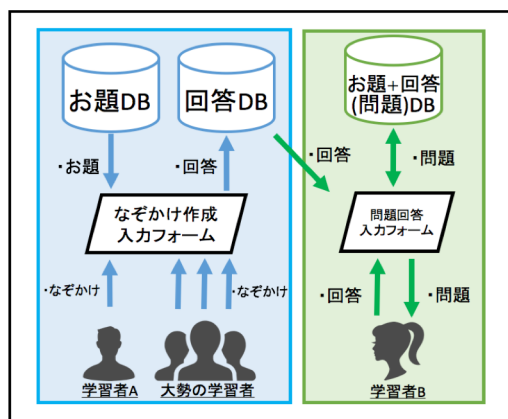 お題DB
回答DB
お題+回答
(問題)DB
・お題
・回答
・回答
・問題
なぞかけ作成
入力フォーム
問題回答
入力フォーム
・なぞかけ
・なぞかけ
・回答
・問題
学習者A
大勢の学習者
学習者B